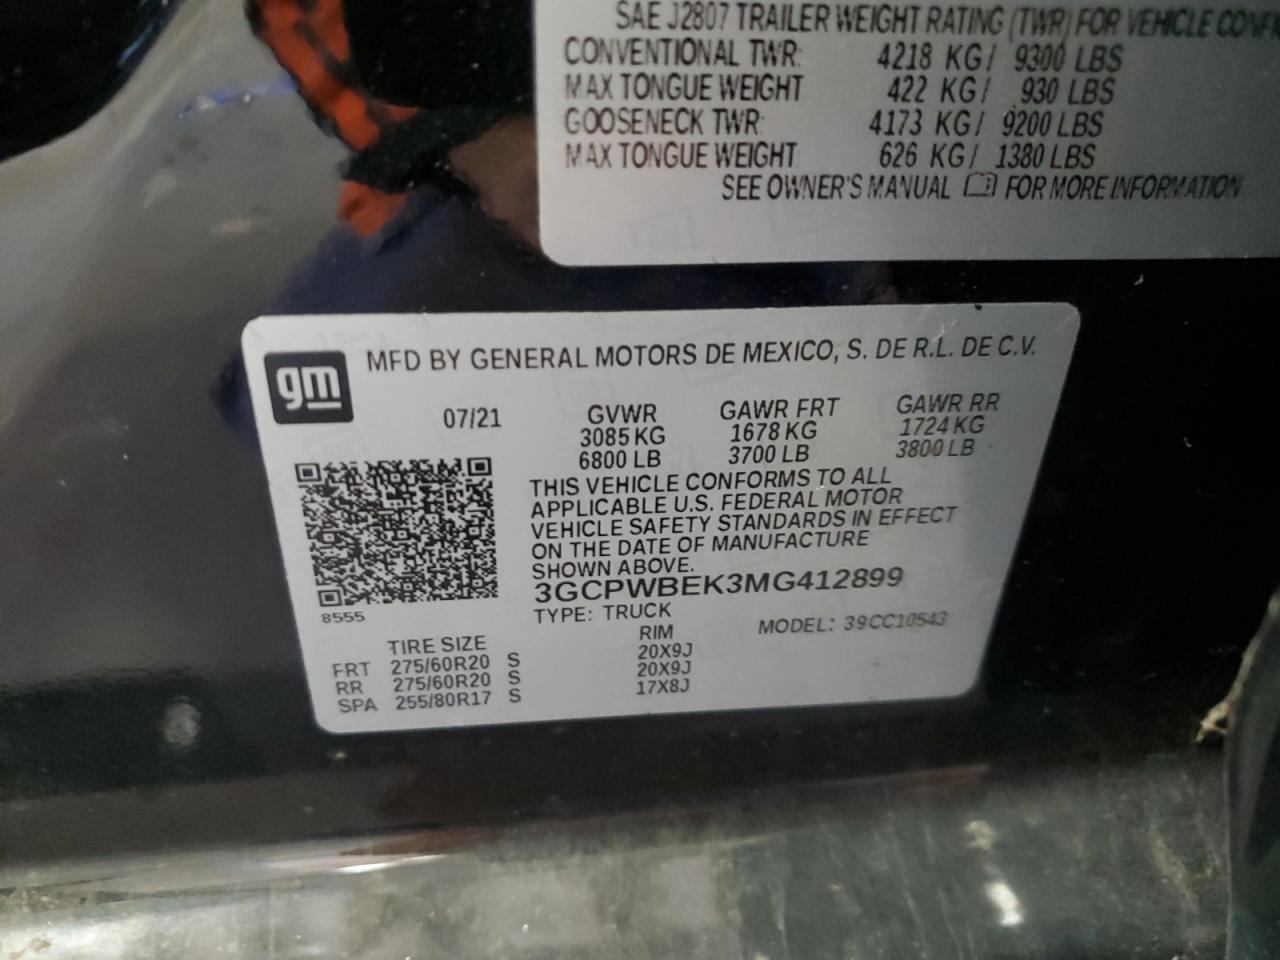 SAE J2807 TRAILER WEIGHT RATING (TWR) FOR VEHICLE
CONVENTIONAL TWR: 4218 KG/ 9300 LBS
MAX TONGUE WEIGHT 422 KG/ 930 LBS
GOOSENECK TWR: 4173 KG/ 9200 LBS
MAX TONGUE WEIGHT 626 KG/ 1380 LBS
SEE OWNER'S MANUAL FOR MORE INFORMATION
gm
MFD BY GENERAL MOTORS DE MEXICO, S. DE R.L. DE C.V.
07/21 GVWR GAWR FRT GAWR RR
3085 KG 1678 KG 1724 KG
6800 LB 3700 LB 3800 LB
THIS VEHICLE CONFORMS TO ALL
APPLICABLE U.S. FEDERAL MOTOR
VEHICLE SAFETY STANDARDS IN EFFECT
ON THE DATE OF MANUFACTURE
SHOWN ABOVE.
3GCPWBEK3MG412899
8555
TYPE: TRUCK MODEL: 39CC10543
TIRE SIZE RIM
FRT 275/60R20 S 20X9J
RR 275/60R20 S 20X9J
SPA 255/80R17 S 17X8J